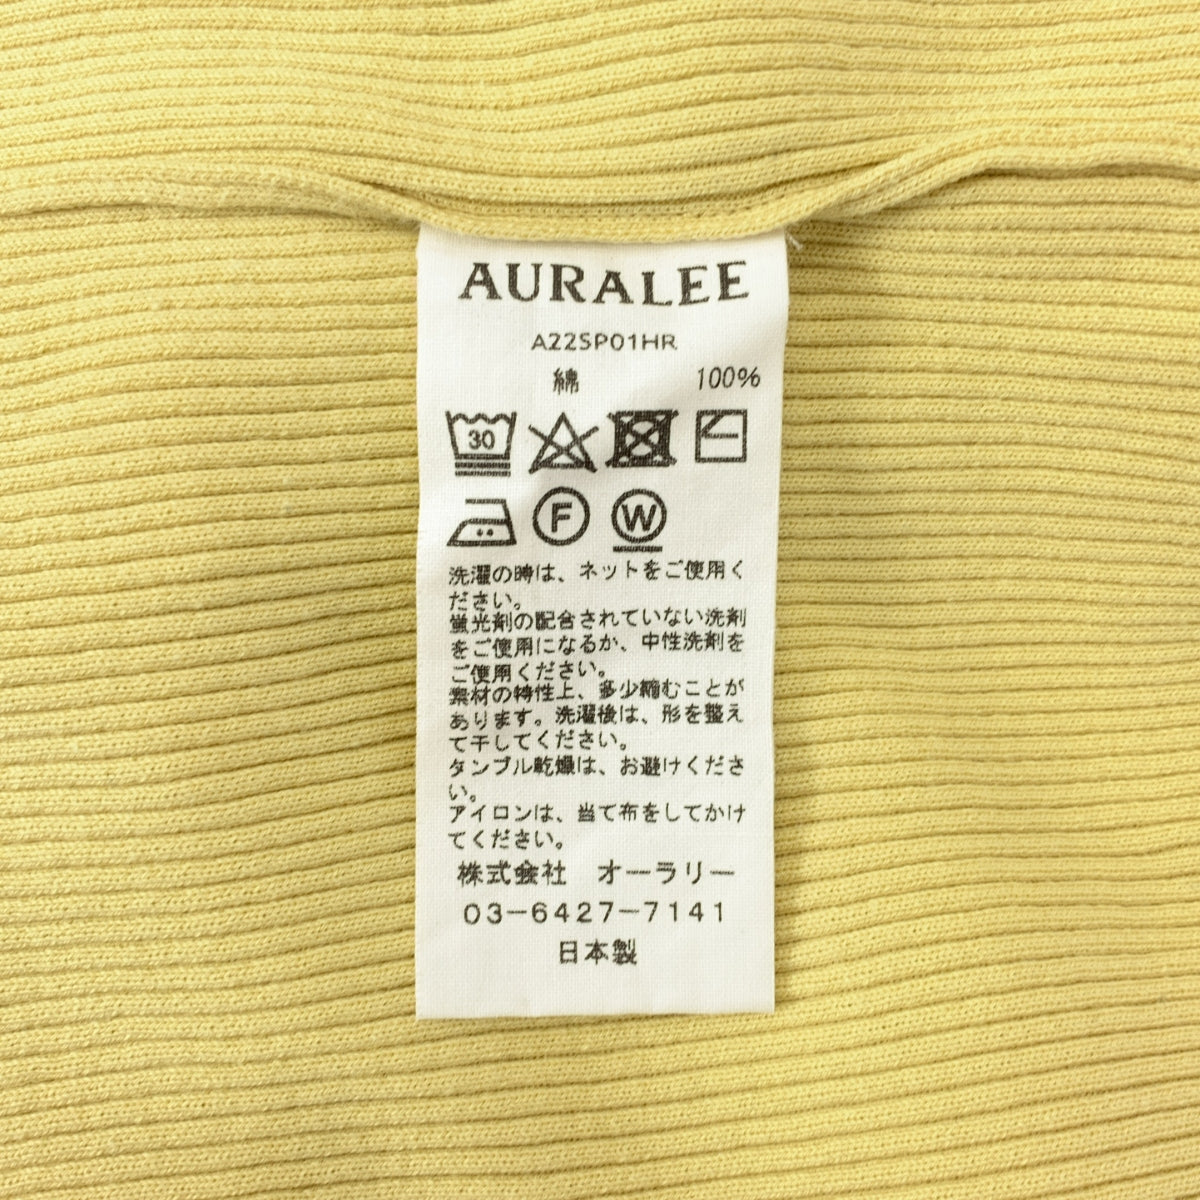 AURALEE
A22SP01HR
綿 100%
30
F W
洗濯の時は、ネットをご使用く
ださい。
蛍光剤の配合されていない洗剤
をご使用になるか、中性洗剤を
ご使用ください。
素材の特性上、多少縮むことが
あります。洗濯後は、形を整え
て干してください。
タンブル乾燥は、お避けくださ
い。
アイロンは、当て布をしてかけ
てください。
株式会社 オーラリー
03-6427-7141
日本製